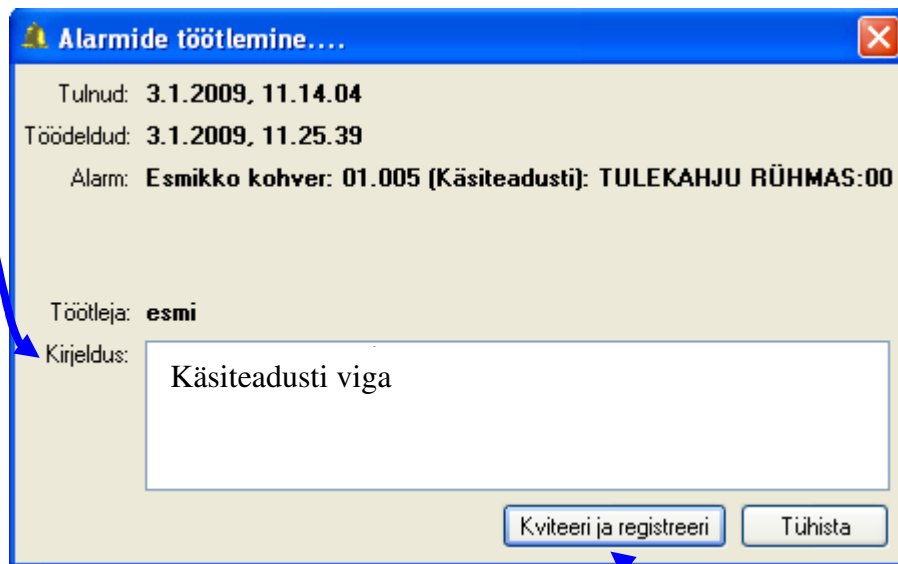 Alarmide töötlemine....
Tulnud: 3.1.2009, 11.14.04
Töödeldud: 3.1.2009, 11.25.39
Alarm: Esmikko kohver: 01.005 (Käsiteadusti): TULEKAHJU RÜHMAS:00
Töötleja: esmi
Kirjeldus:
Käsiteadusti viga
Kviteeri ja registreeri Tühista